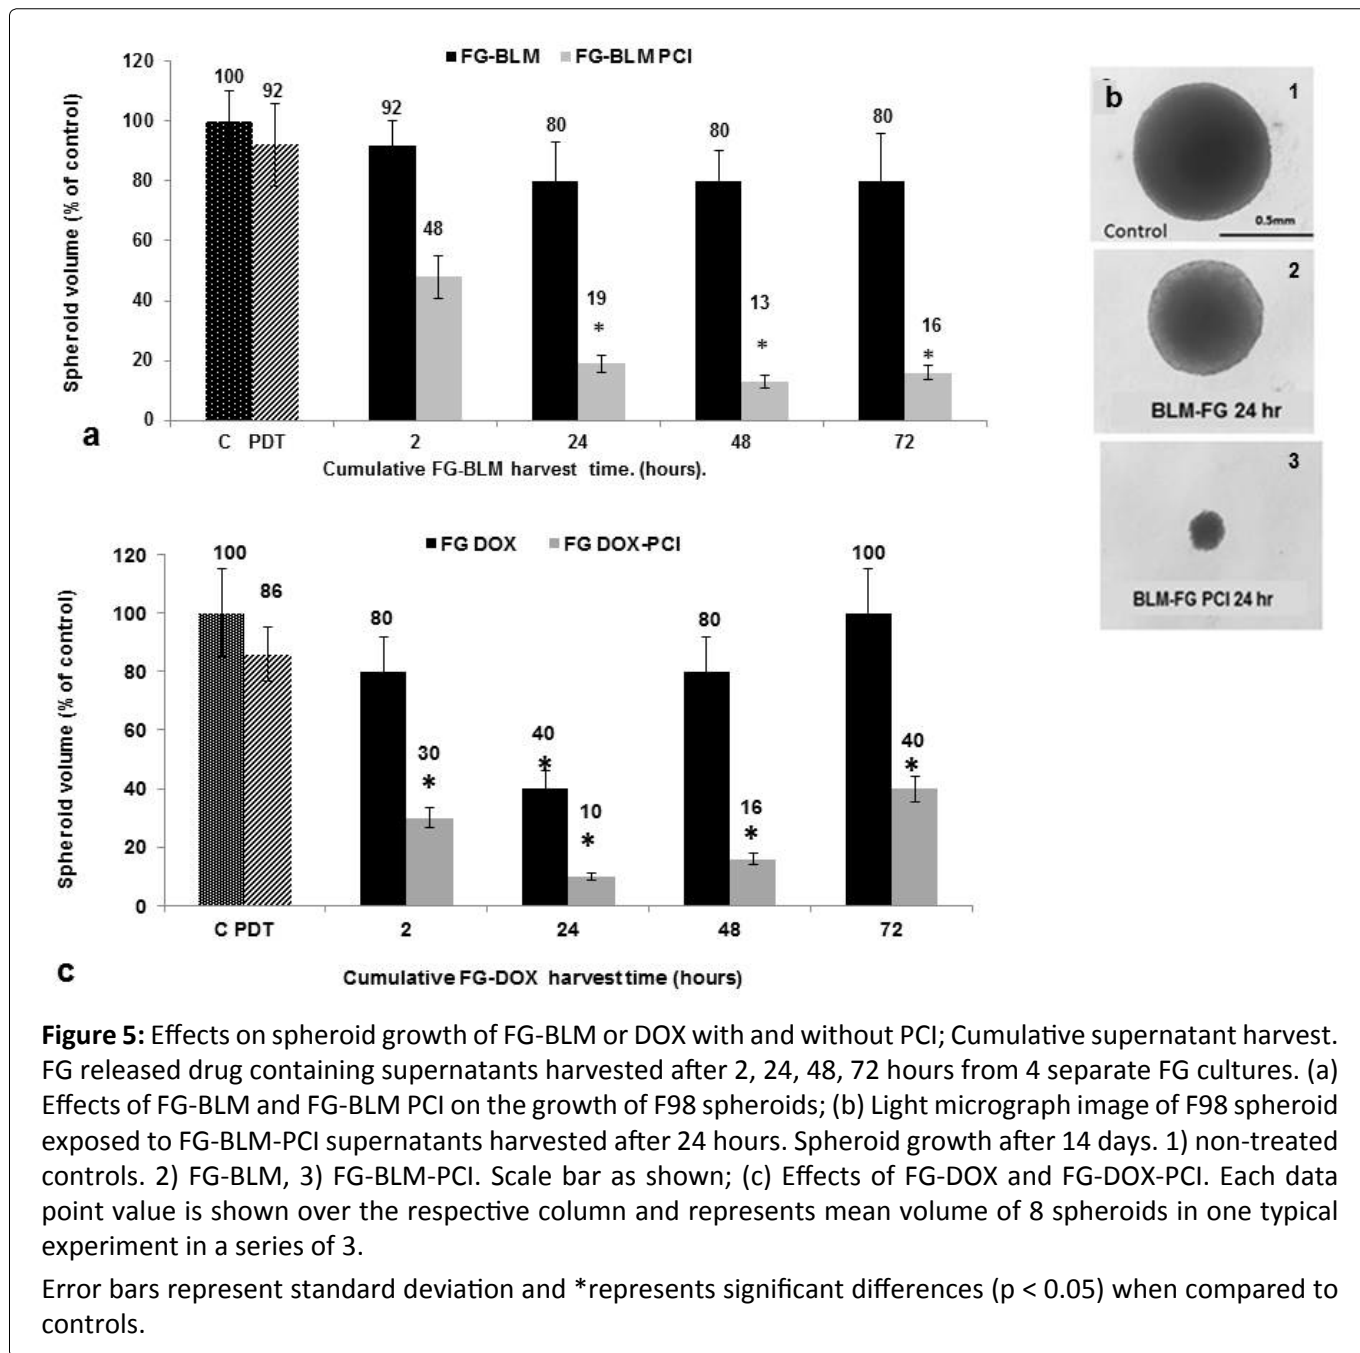 FG-BLM FG-BLM PCI
Spheroid volume (% of control)
120
100
80
60
40
20
0
100
92
92
48
80
19
*
80
13
*
80
16
*
C PDT 2 24 48 72
a
Cumulative FG-BLM harvest time. (hours).
b
1
Control
0.5mm
2
BLM-FG 24 hr
3
BLM-FG PCI 24 hr
FG DOX FG DOX-PCI
Spheroid volume (% of control)
120
100
80
60
40
20
0
100
86
80
30
*
40
*
10
*
80
16
*
100
40
*
C PDT 2 24 48 72
c
Cumulative FG-DOX harvest time (hours)
Figure 5: Effects on spheroid growth of FG-BLM or DOX with and without PCI; Cumulative supernatant harvest.
FG released drug containing supernatants harvested after 2, 24, 48, 72 hours from 4 separate FG cultures. (a)
Effects of FG-BLM and FG-BLM PCI on the growth of F98 spheroids; (b) Light micrograph image of F98 spheroid
exposed to FG-BLM-PCI supernatants harvested after 24 hours. Spheroid growth after 14 days. 1) non-treated
controls. 2) FG-BLM, 3) FG-BLM-PCI. Scale bar as shown; (c) Effects of FG-DOX and FG-DOX-PCI. Each data
point value is shown over the respective column and represents mean volume of 8 spheroids in one typical
experiment in a series of 3.
Error bars represent standard deviation and *represents significant differences (p < 0.05) when compared to
controls.